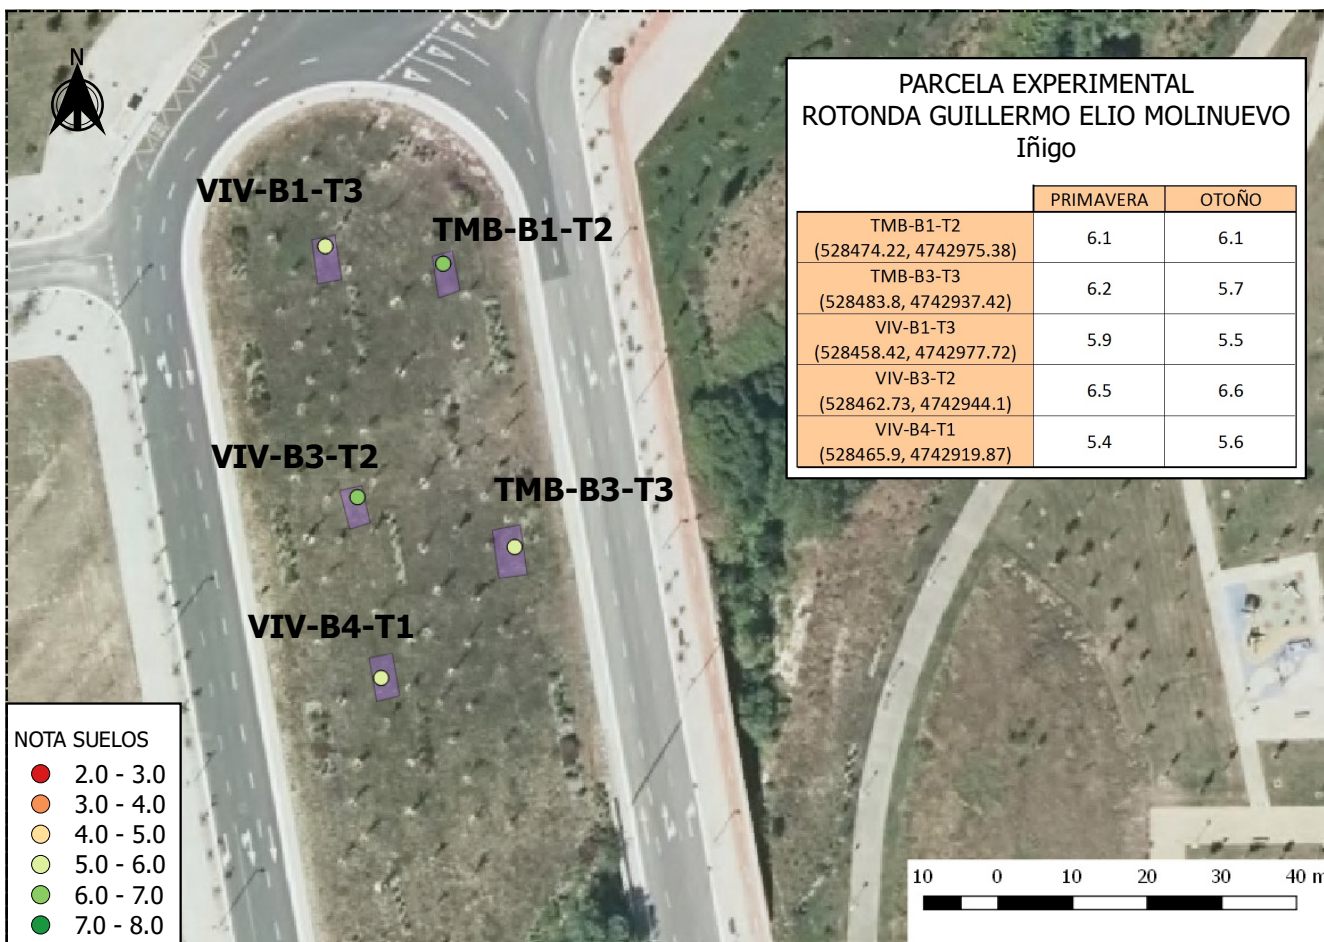 N
PARCELA EXPERIMENTAL
ROTONDA GUILLERMO ELIO MOLINUEVO
Iñigo
PRIMAVERA OTOÑO
TMB-B1-T2
(528474.22, 4742975.38) 6.1 6.1
TMB-B3-T3
(528483.8, 4742937.42) 6.2 5.7
VIV-B1-T3
(528458.42, 4742977.72) 5.9 5.5
VIV-B3-T2
(528462.73, 4742944.1) 6.5 6.6
VIV-B4-T1
(528465.9, 4742919.87) 5.4 5.6
VIV-B1-T3
TMB-B1-T2
VIV-B3-T2
TMB-B3-T3
VIV-B4-T1
NOTA SUELOS
2.0 - 3.0
3.0 - 4.0
4.0 - 5.0
5.0 - 6.0
6.0 - 7.0
7.0 - 8.0
10 0 10 20 30 40 m